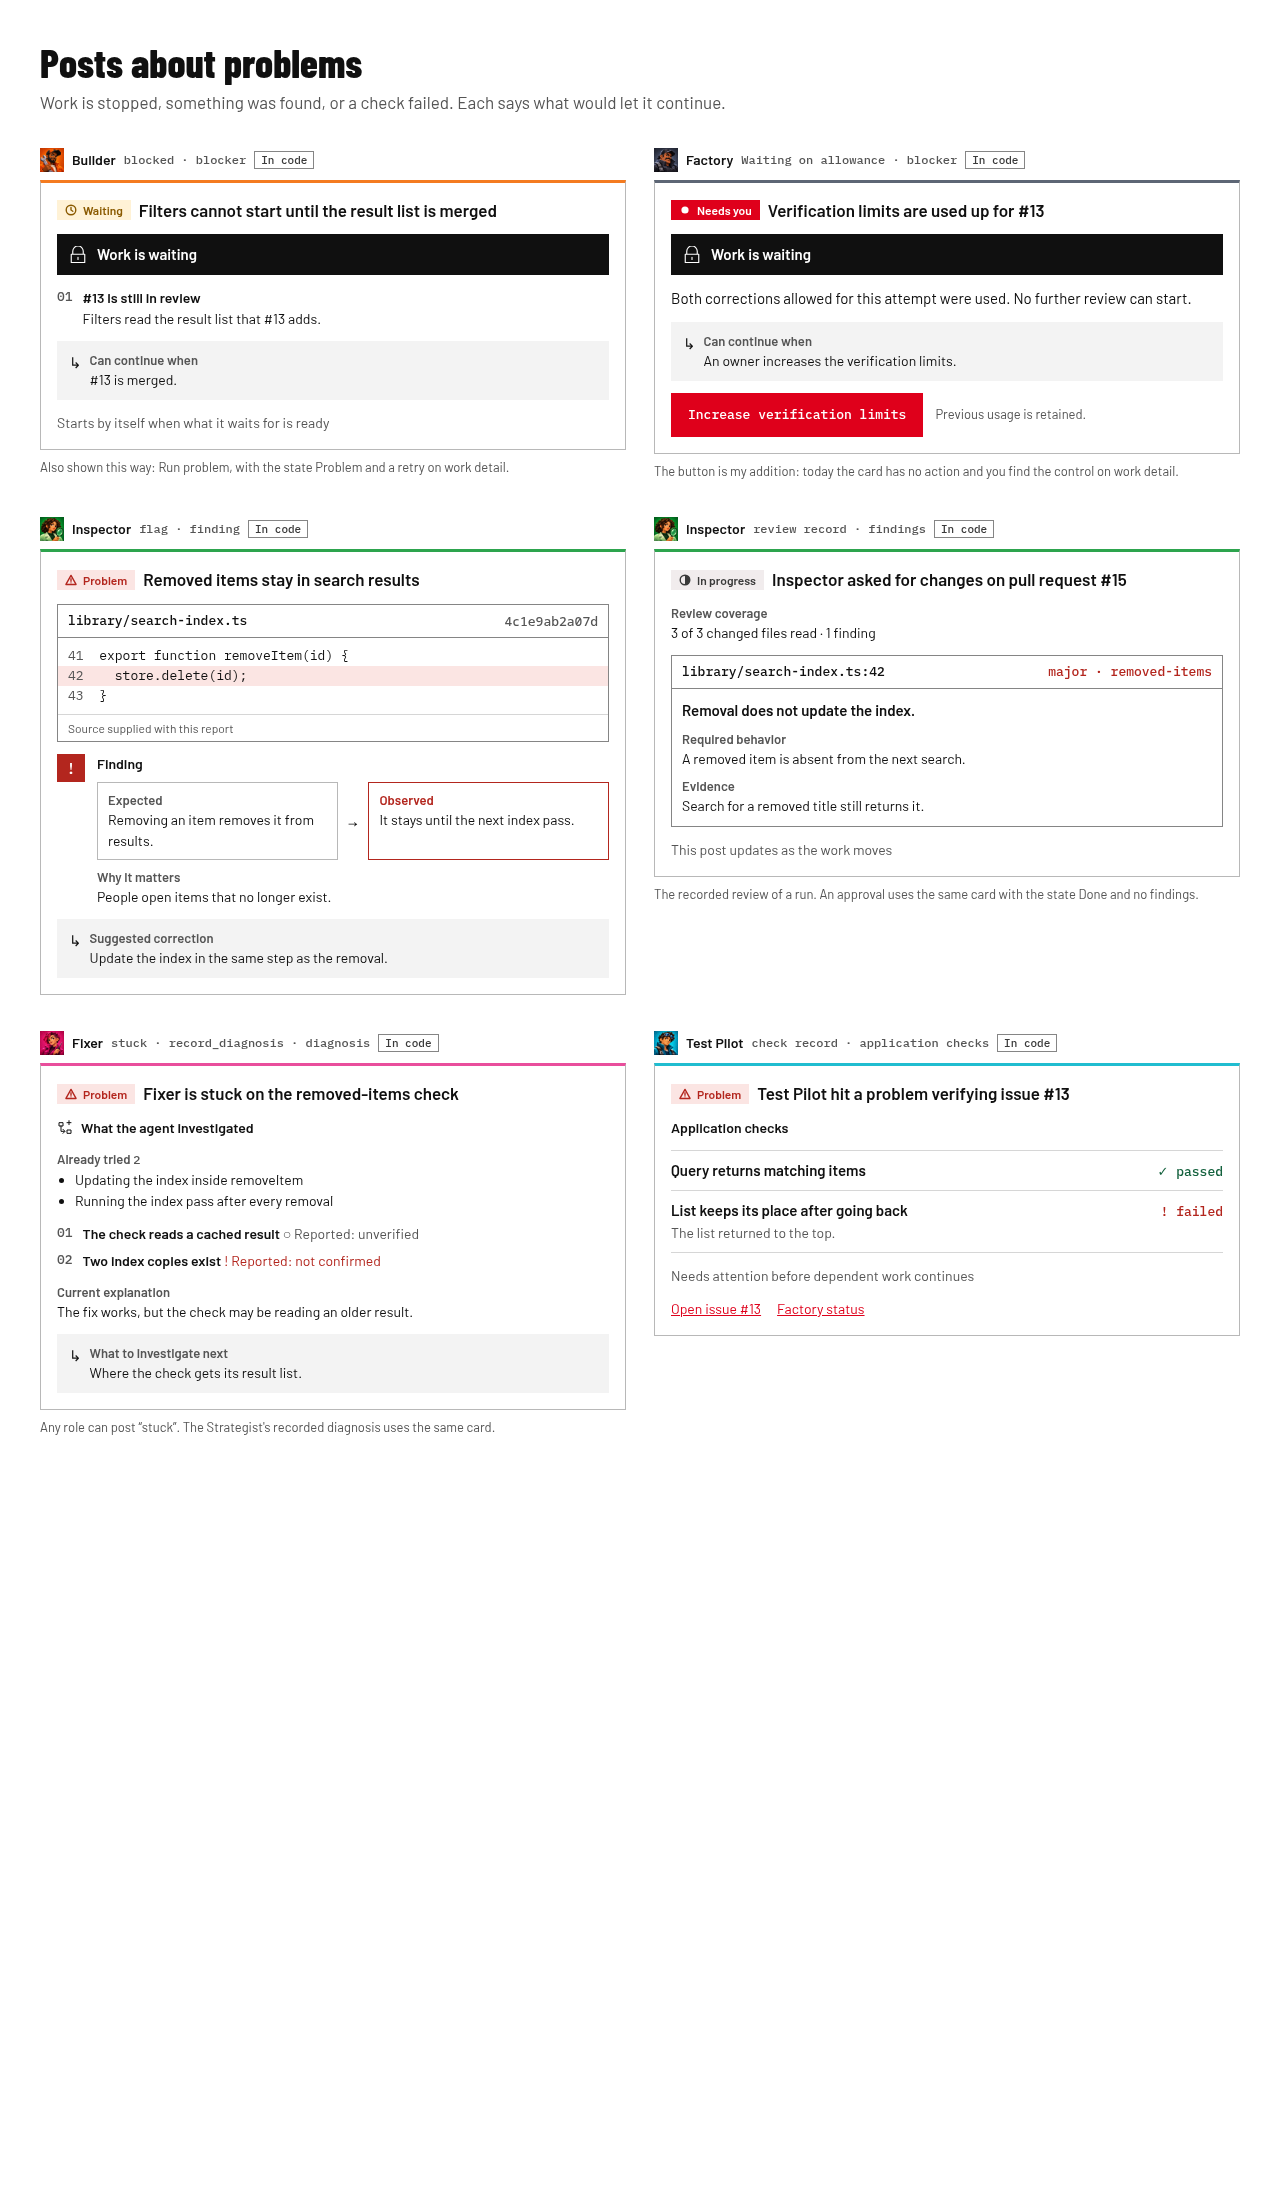 Posts about problems
Work is stopped, something was found, or a check failed. Each says what would let it continue.
Builder blocked · blocker In code
Waiting Filters cannot start until the result list is merged
Work is waiting
01 #13 is still in review
Filters read the result list that #13 adds.
↳ Can continue when
#13 is merged.
Starts by itself when what it waits for is ready
Also shown this way: Run problem, with the state Problem and a retry on work detail.
Factory Waiting on allowance · blocker In code
Needs you Verification limits are used up for #13
Work is waiting
Both corrections allowed for this attempt were used. No further review can start.
↳ Can continue when
An owner increases the verification limits.
Increase verification limits Previous usage is retained.
The button is my addition: today the card has no action and you find the control on work detail.
Inspector flag · finding In code
Problem Removed items stay in search results
library/search-index.ts 4c1e9ab2a07d
41 export function removeItem(id) {
42 store.delete(id);
43 }
Source supplied with this report
! Finding
Expected
Removing an item removes it from
results.
→
Observed
It stays until the next index pass.
Why it matters
People open items that no longer exist.
↳ Suggested correction
Update the index in the same step as the removal.
Inspector review record · findings In code
In progress Inspector asked for changes on pull request #15
Review coverage
3 of 3 changed files read · 1 finding
library/search-index.ts:42 major · removed-items
Removal does not update the index.
Required behavior
A removed item is absent from the next search.
Evidence
Search for a removed title still returns it.
This post updates as the work moves
The recorded review of a run. An approval uses the same card with the state Done and no findings.
Fixer stuck · record_diagnosis · diagnosis In code
Problem Fixer is stuck on the removed-items check
What the agent investigated
Already tried 2
• Updating the index inside removeItem
• Running the index pass after every removal
01 The check reads a cached result ○ Reported: unverified
02 Two index copies exist ! Reported: not confirmed
Current explanation
The fix works, but the check may be reading an older result.
↳ What to investigate next
Where the check gets its result list.
Any role can post “stuck”. The Strategist's recorded diagnosis uses the same card.
Test Pilot check record · application checks In code
Problem Test Pilot hit a problem verifying issue #13
Application checks
Query returns matching items ✓ passed
List keeps its place after going back ! failed
The list returned to the top.
Needs attention before dependent work continues
Open issue #13 Factory status